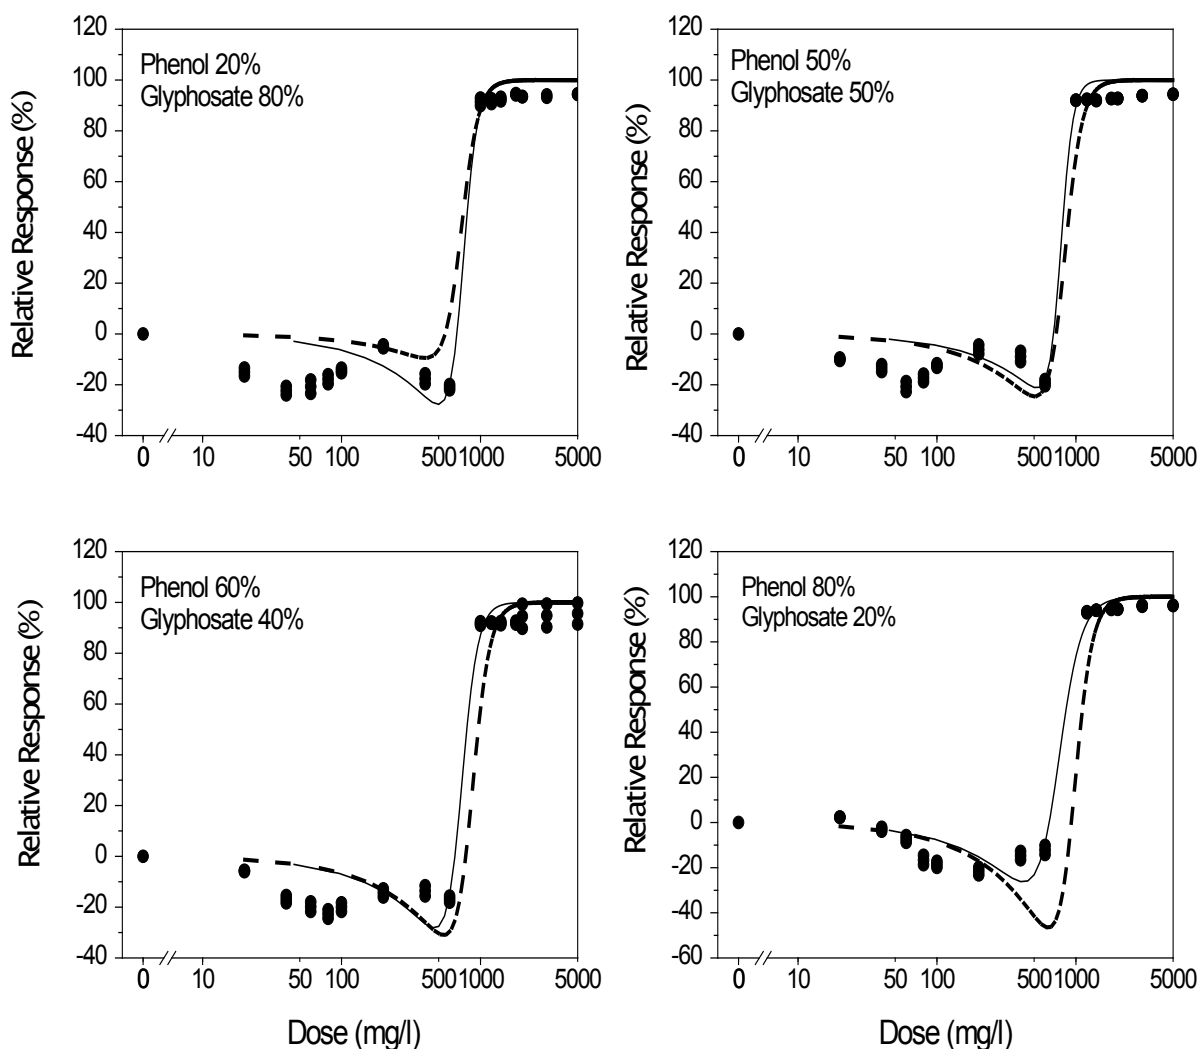 120
100
80
60
40
20
0
-20
-40
Relative Response (%)
Phenol 20%
Glyphosate 80%
0 10 50 100 500 1000 5000
120
100
80
60
40
20
0
-20
-40
Relative Response (%)
Phenol 50%
Glyphosate 50%
0 10 50 100 500 1000 5000
120
100
80
60
40
20
0
-20
-40
Relative Response (%)
Phenol 60%
Glyphosate 40%
0 10 50 100 500 1000 5000
Dose (mg/l)
120
100
80
60
40
20
0
-20
-40
-60
Relative Response (%)
Phenol 80%
Glyphosate 20%
0 10 50 100 500 1000 5000
Dose (mg/l)